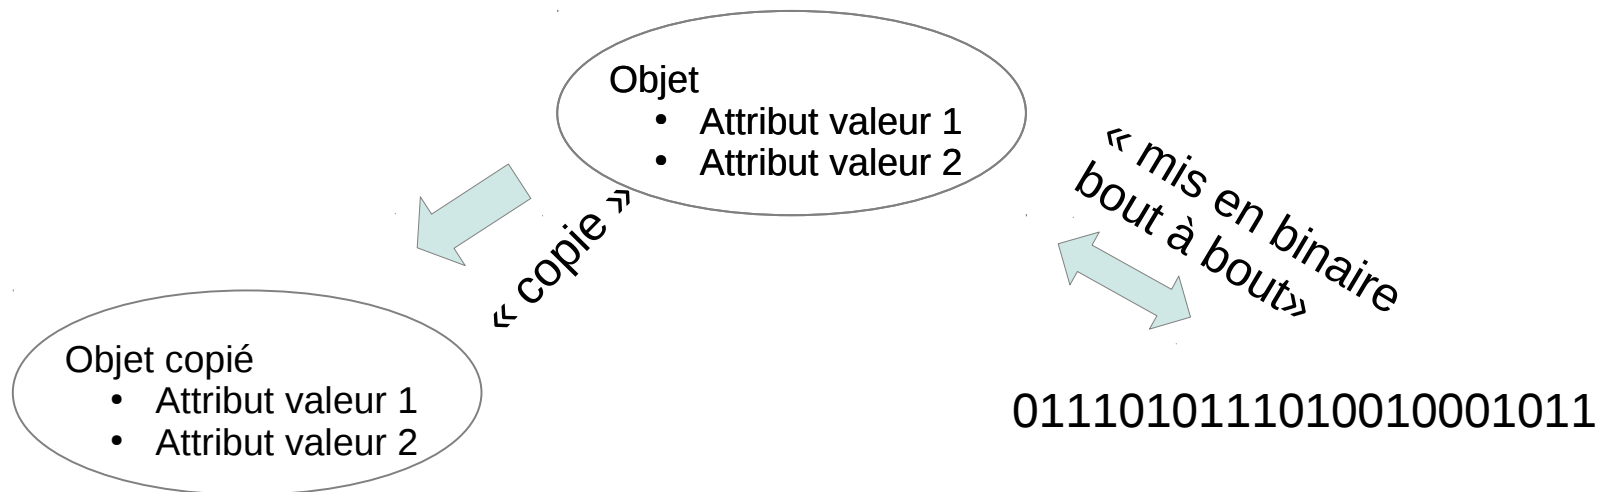 Objet
• Attribut valeur 1
• Attribut valeur 2
« mis en binaire
bout à bout»
« copie »
Objet copié
• Attribut valeur 1
• Attribut valeur 2
0111010111010010001011